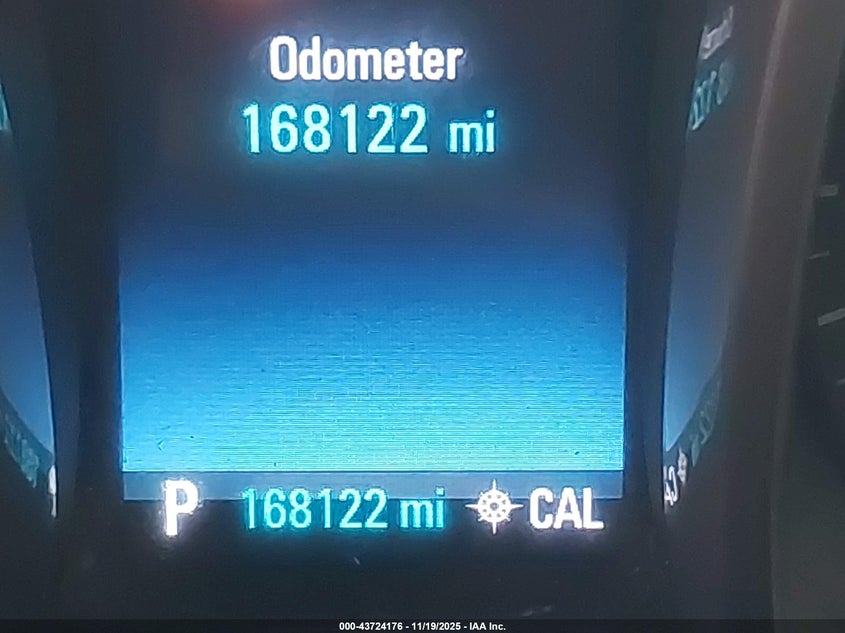 Odometer
168122 mi
P 168122 mi CAL
000-43724176 - 11/19/2025 - IAA Inc.